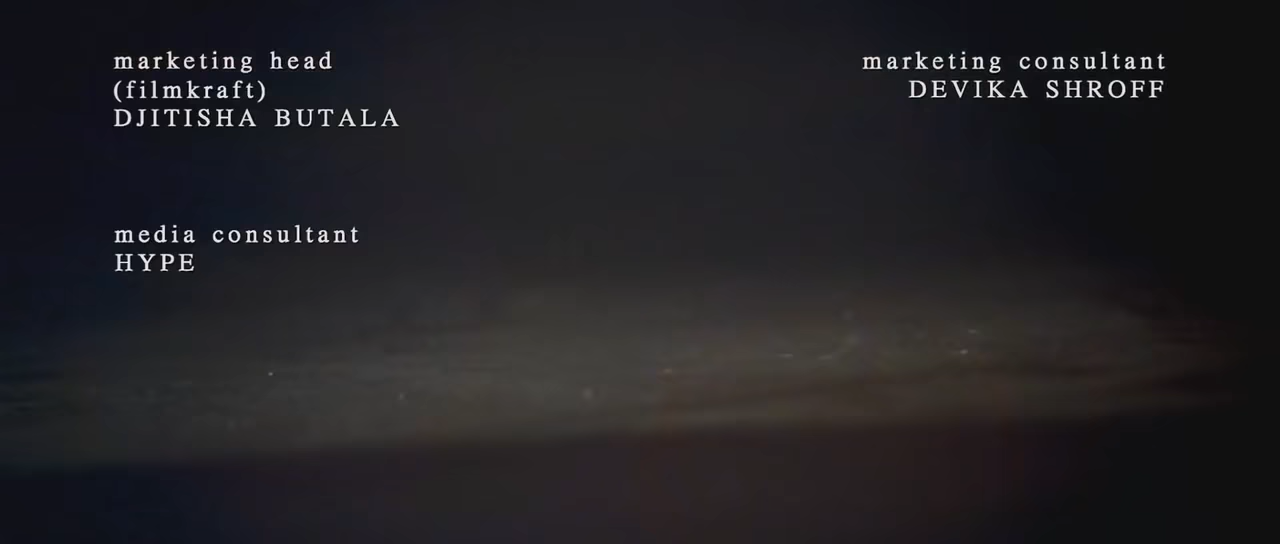 marketing head
(filmkraft)
DJITISHA BUTALA
marketing consultant
DEVIKA SHROFF
media consultant
HYPE